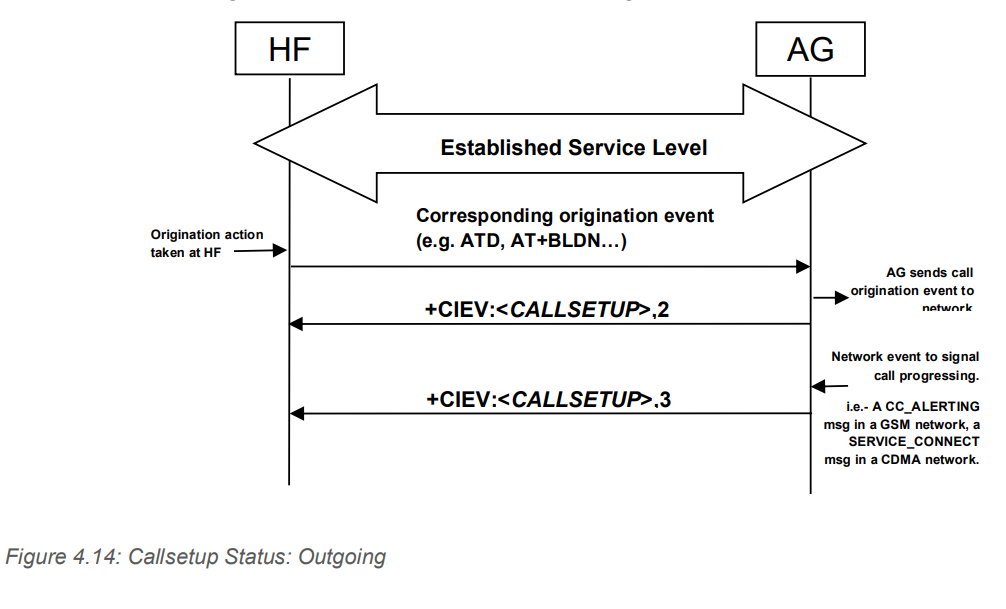 HF
AG
Established Service Level
Corresponding origination event
(e.g. ATD, AT+BLDN…)
Origination action
taken at HF
AG sends call
origination event to
network
+CIEV:<CALLSETUP>,2
Network event to signal
call progressing.
+CIEV:<CALLSETUP>,3
i.e.- A CC_ALERTING
msg in a GSM network, a
SERVICE_CONNECT
msg in a CDMA network.
Figure 4.14: Callsetup Status: Outgoing